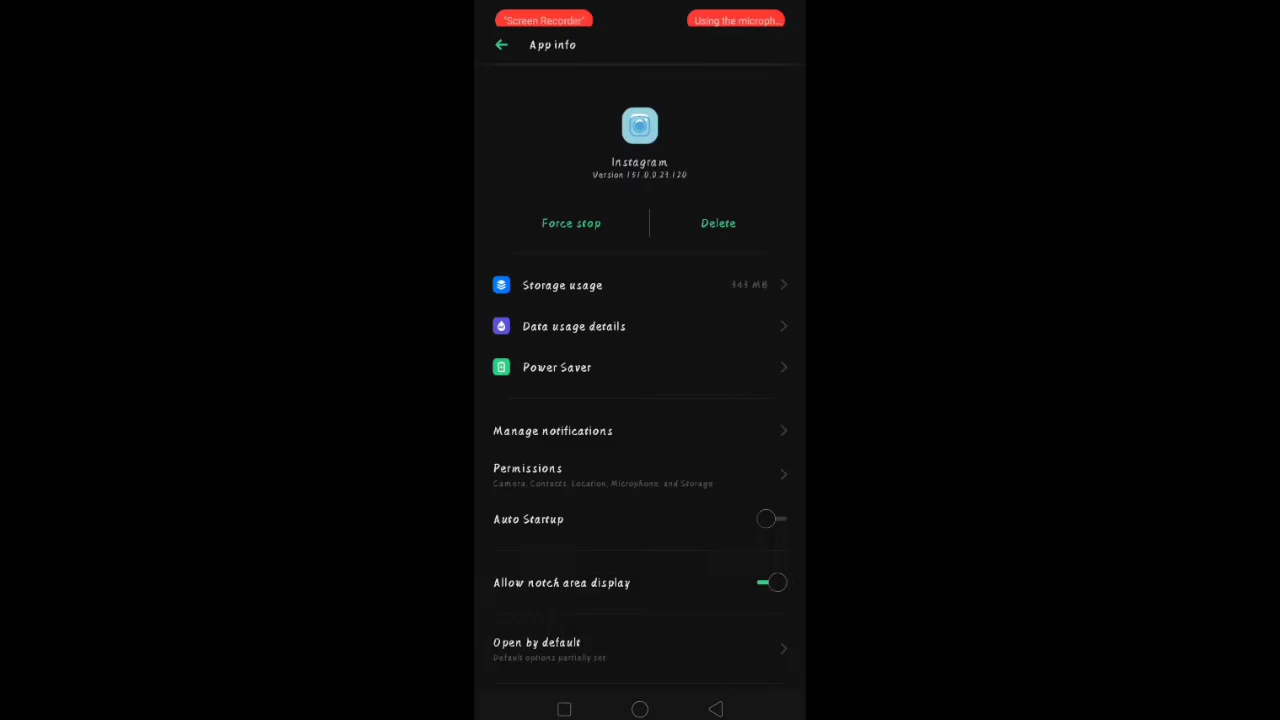 "Screen Recorder"
Using the microph...
App info
Instagram
Version 151.0.0.23.120
Force stop
Delete
Storage usage
343 MB
Data usage details
Power Saver
Manage notifications
Permissions
Camera, Contacts, Location, Microphone, and Storage
Auto Startup
Allow notch area display
Open by default
Default options partially set